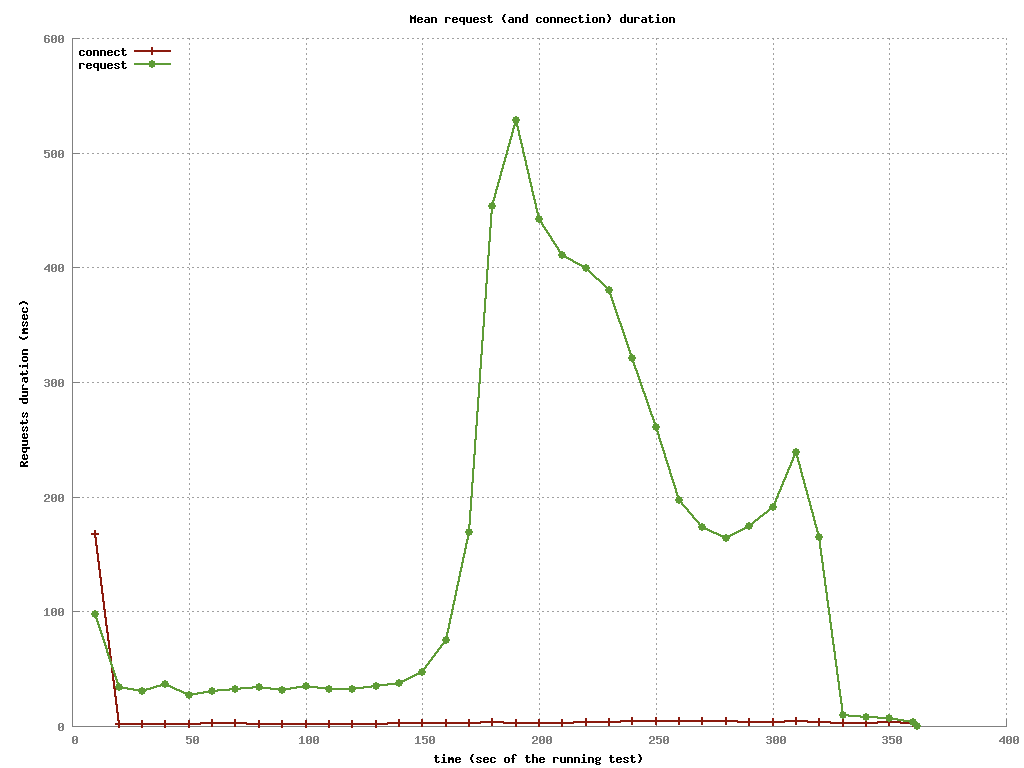 Mean request (and connection) duration
600
connect
request
500
400
300
200
100
0
Requests duration (msec)
0 50 100 150 200 250 300 350 400
time (sec of the running test)